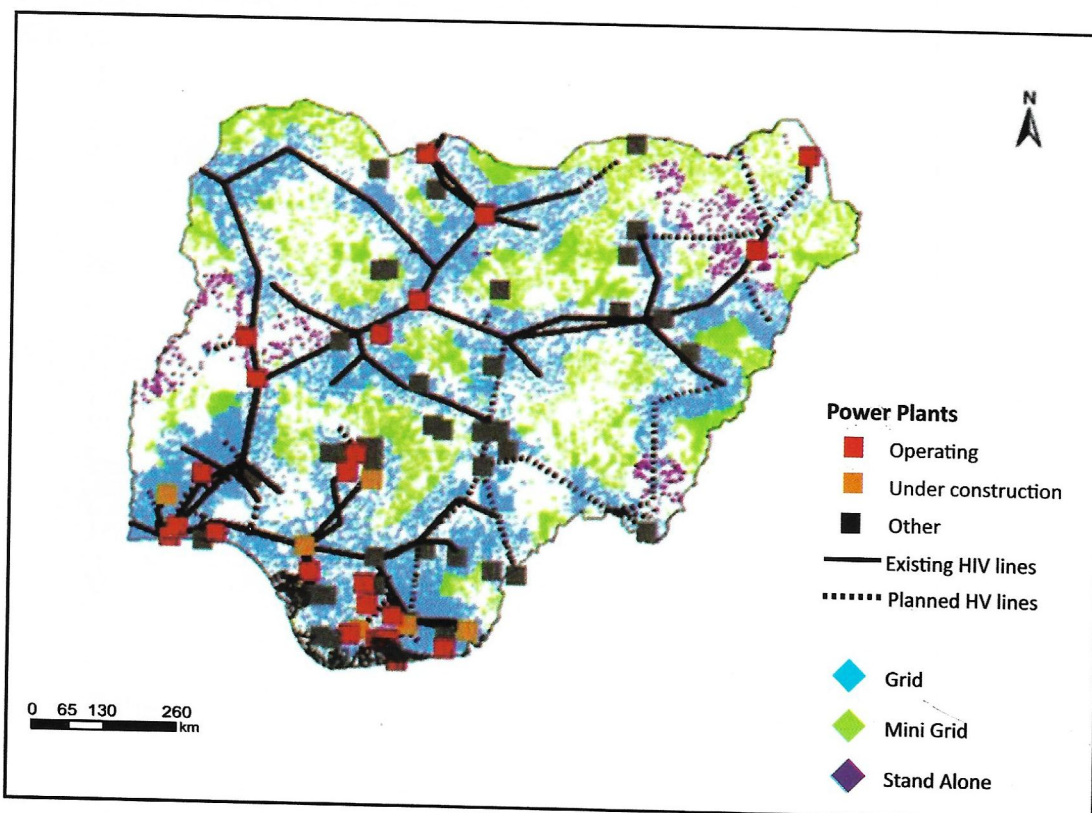 N
Power Plants
Operating
Under construction
Other
Existing HIV lines
Planned HV lines
Grid
Mini Grid
Stand Alone
0 65 130 260
km